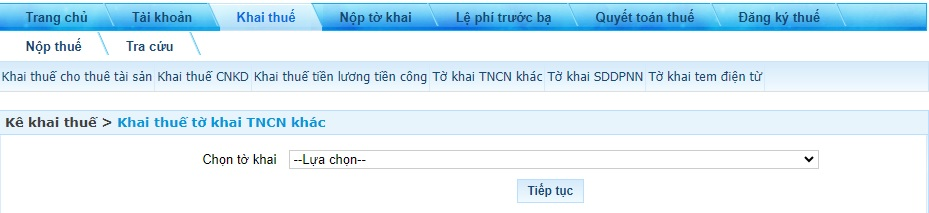 Trang chủ Tài khoản Khai thuế Nộp tờ khai Lệ phí trước bạ Quyết toán thuế Đăng ký thuế
Nộp thuế Tra cứu
Khai thuế cho thuê tài sản Khai thuế CNKD Khai thuế tiền lương tiền công Tờ khai TNCN khác Tờ khai SDDPNN Tờ khai tem điện tử
Kê khai thuế > Khai thuế tờ khai TNCN khác
Chọn tờ khai --Lựa chọn--
Tiếp tục